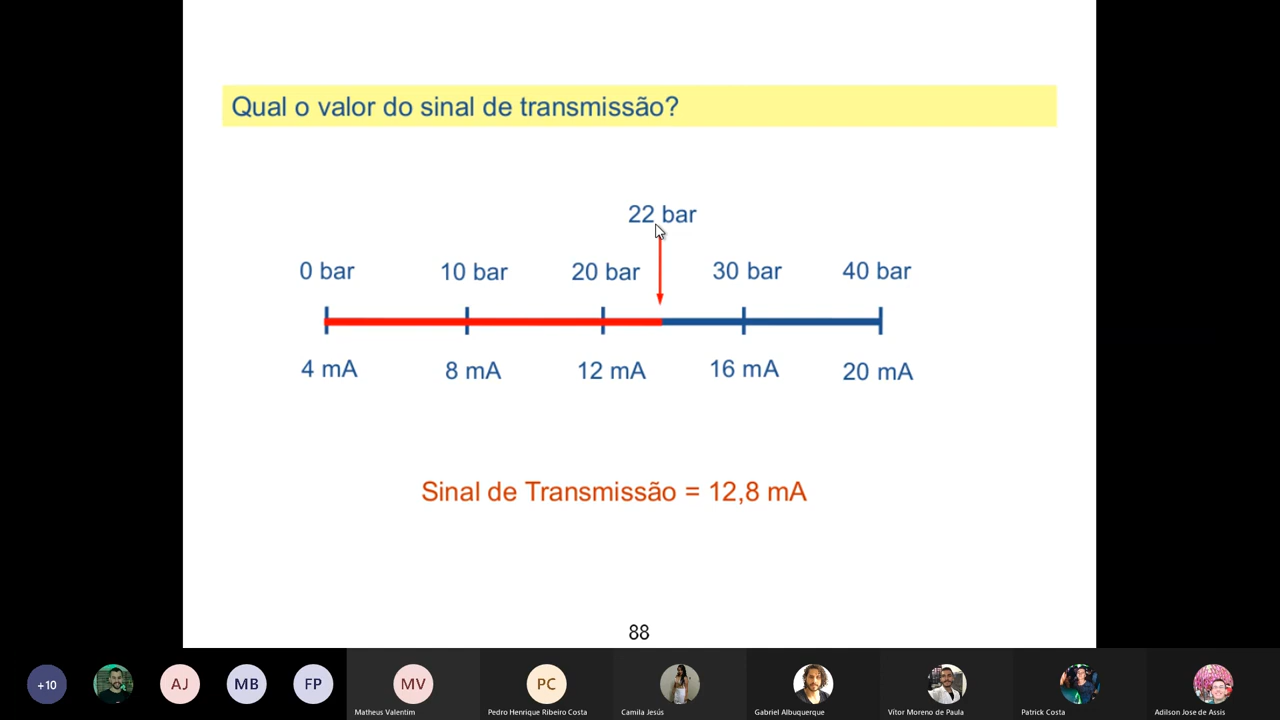 Qual o valor do sinal de transmissão?
22 bar
0 bar 10 bar 20 bar 30 bar 40 bar
4 mA 8 mA 12 mA 16 mA 20 mA
Sinal de Transmissão = 12,8 mA
88
+10 AJ MB FP MV PC
Matheus Valentim Pedro Henrique Ribeiro Costa Camila Jesús Gabriel Albuquerque Vítor Moreno de Paula Patrick Costa Adilson Jose de Assis